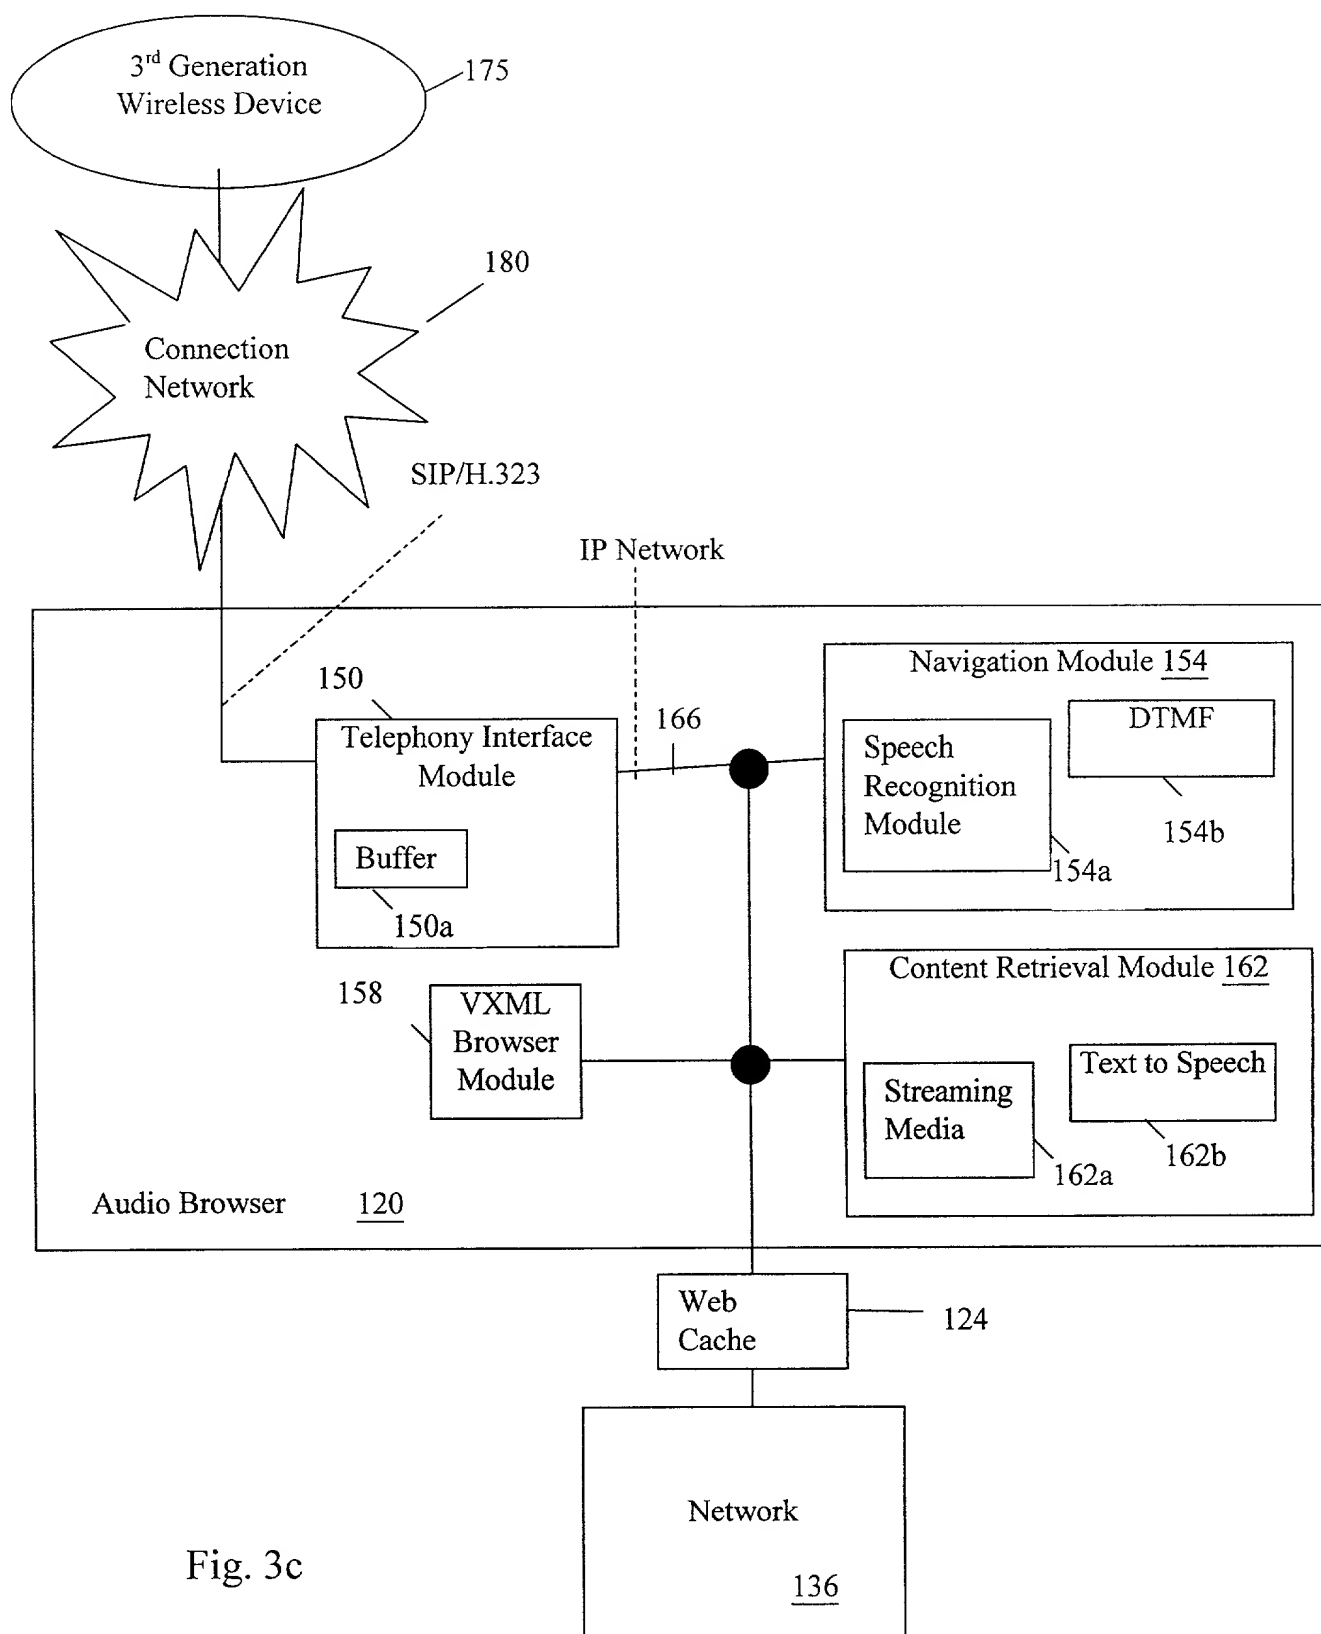 3rd Generation
Wireless Device
175
180
Connection
Network
SIP/H.323
IP Network
150
Telephony Interface
Module
Buffer
150a
166
Navigation Module 154
Speech
Recognition
Module
154a
DTMF
154b
158
VXML
Browser
Module
Content Retrieval Module 162
Streaming
Media
162a
Text to Speech
162b
Audio Browser 120
Web
Cache
124
Network
136
Fig. 3c